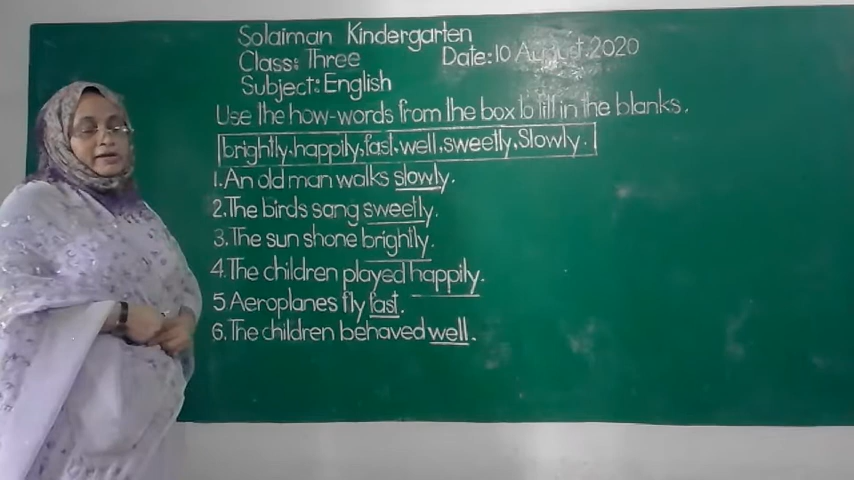 Solaiman Kindergarten
Class: Three Date: 10 August. 2020
Subject: English
Use the how-words from the box to fill in the blanks.
brightly, happily, fast, well, sweetly, Slowly.
1. An old man walks slowly.
2. The birds sang sweetly.
3. The sun shone brightly.
4. The children played happily.
5 Aeroplanes fly fast.
6. The children behaved well.